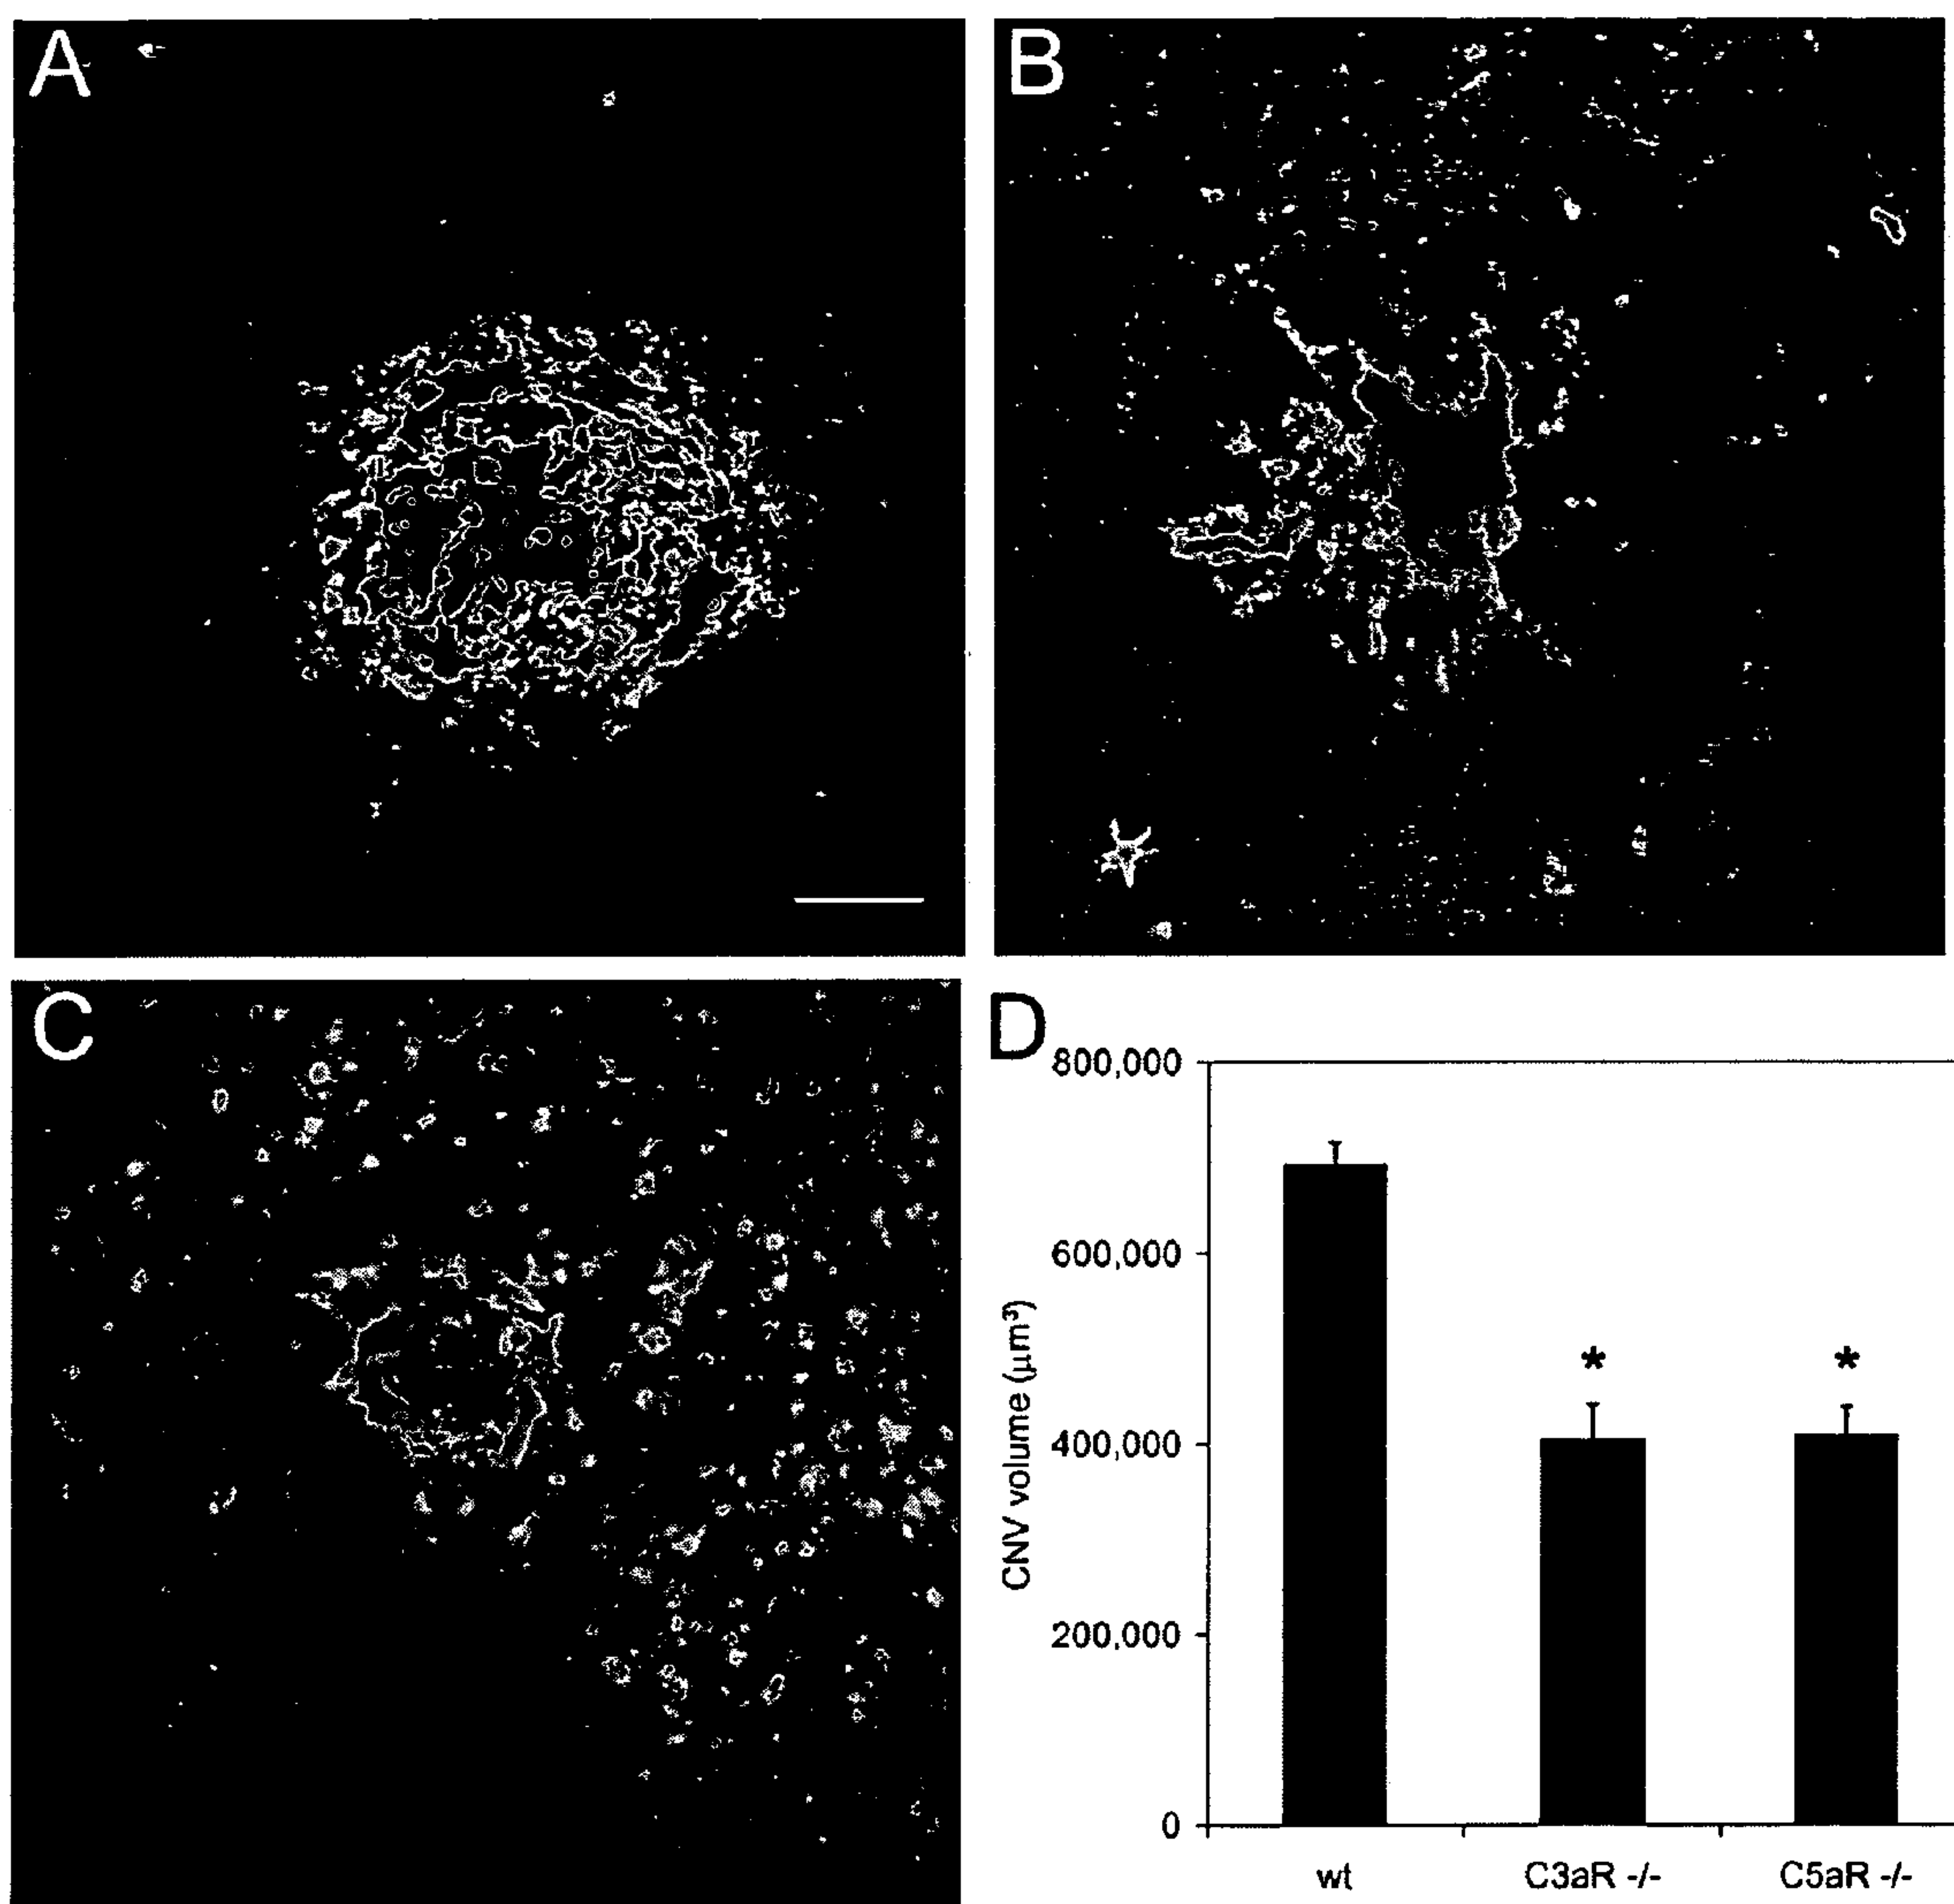 A
B
C
D
800,000
600,000
400,000
200,000
0
CNV volume (μm³)
*
*
wt
C3aR -/-
C5aR -/-